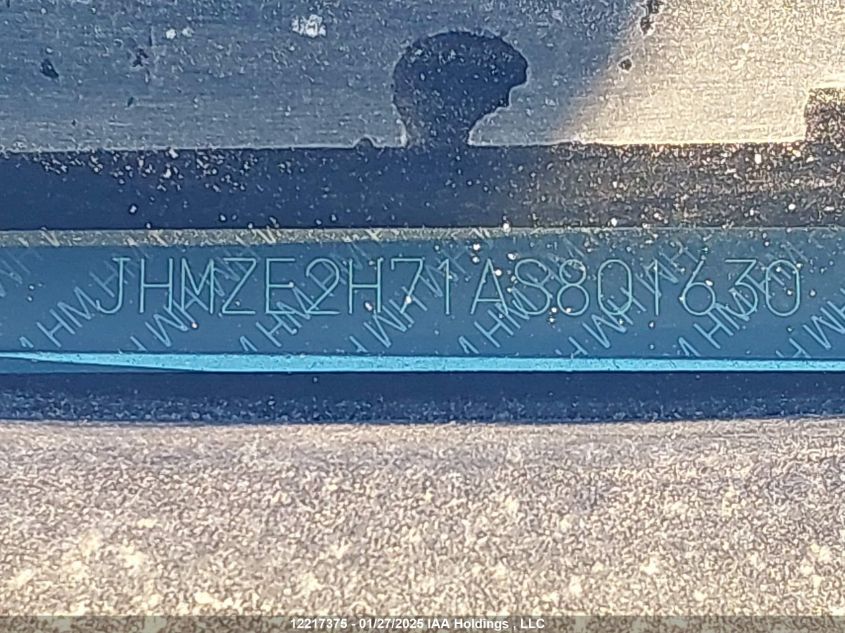 JHMZE2H71AS801630
12217375 - 01/27/2025 IAA Holdings , LLC